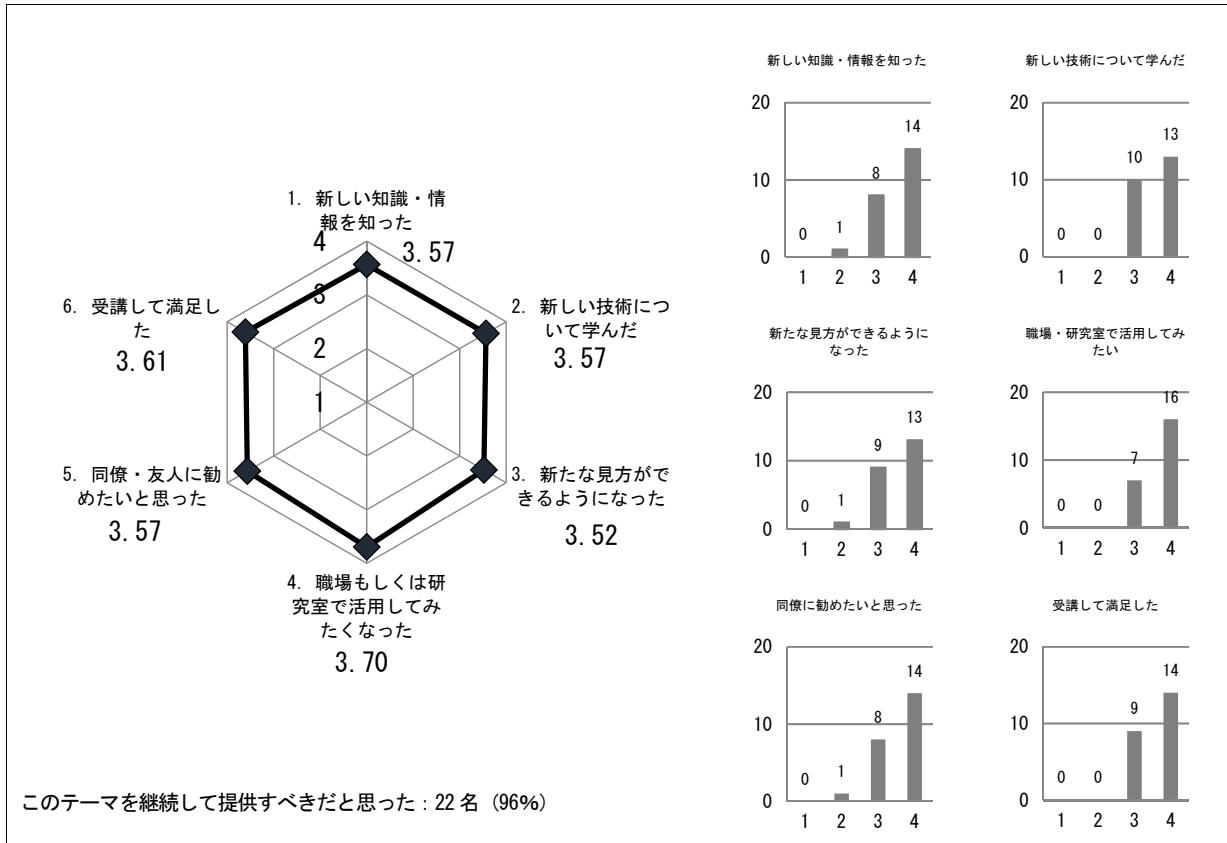 1. 新しい知識・情
報を知った
3.57
2. 新しい技術につ
いて学んだ
3.57
3. 新たな見方がで
きるようになった
3.52
4. 職場もしくは研
究室で活用してみ
たくなった
3.70
5. 同僚・友人に勧
めたいと思った
3.57
6. 受講して満足し
た
3.61
4
3
2
1
このテーマを継続して提供すべきだと思った：22名（96%）
新しい知識・情報を知った
20
10
0
0 1 8 14
1 2 3 4
新しい技術について学んだ
20
10
0
0 0 10 13
1 2 3 4
新たな見方ができるように
なった
20
10
0
0 1 9 13
1 2 3 4
職場・研究室で活用してみ
たい
20
10
0
0 0 7 16
1 2 3 4
同僚に勧めたいと思った
20
10
0
0 1 8 14
1 2 3 4
受講して満足した
20
10
0
0 0 9 14
1 2 3 4